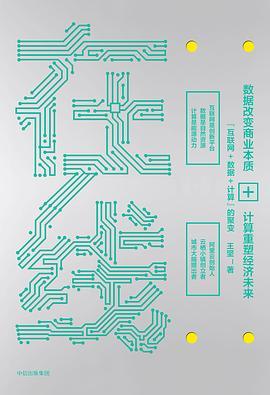 在线
数据改变商业本质 + 计算重塑经济未来
『互联网+数据+计算』的聚变 王坚—著
互联网是创新平台
数据是自然资源
计算是能源动力
阿里云创始人
云栖小镇创立者
城市大脑提出者
中信出版集团